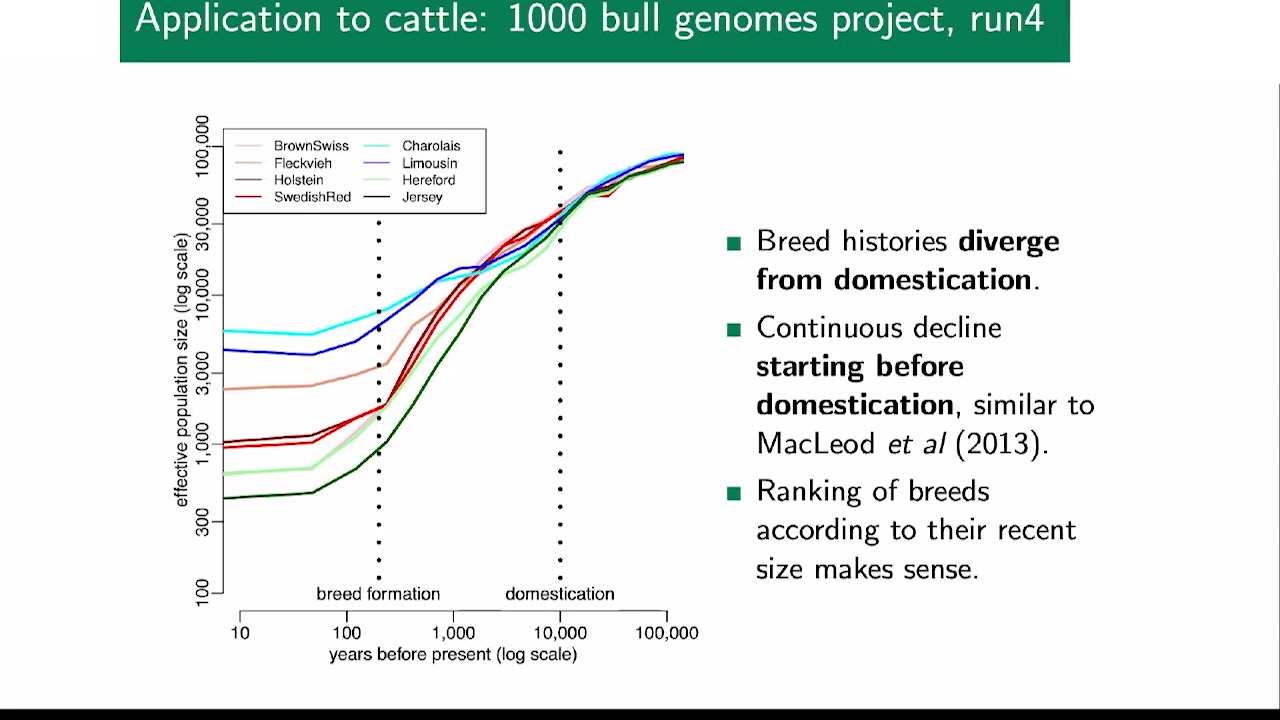 Application to cattle: 1000 bull genomes project, run4
BrownSwiss
Fleckvieh
Holstein
SwedishRed
Charolais
Limousin
Hereford
Jersey
effective population size (log scale)
100,000
30,000
10,000
3,000
1,000
300
100
breed formation
domestication
10
100
1,000
10,000
100,000
years before present (log scale)
Breed histories diverge
from domestication.
Continuous decline
starting before
domestication, similar to
MacLeod et al (2013).
Ranking of breeds
according to their recent
size makes sense.